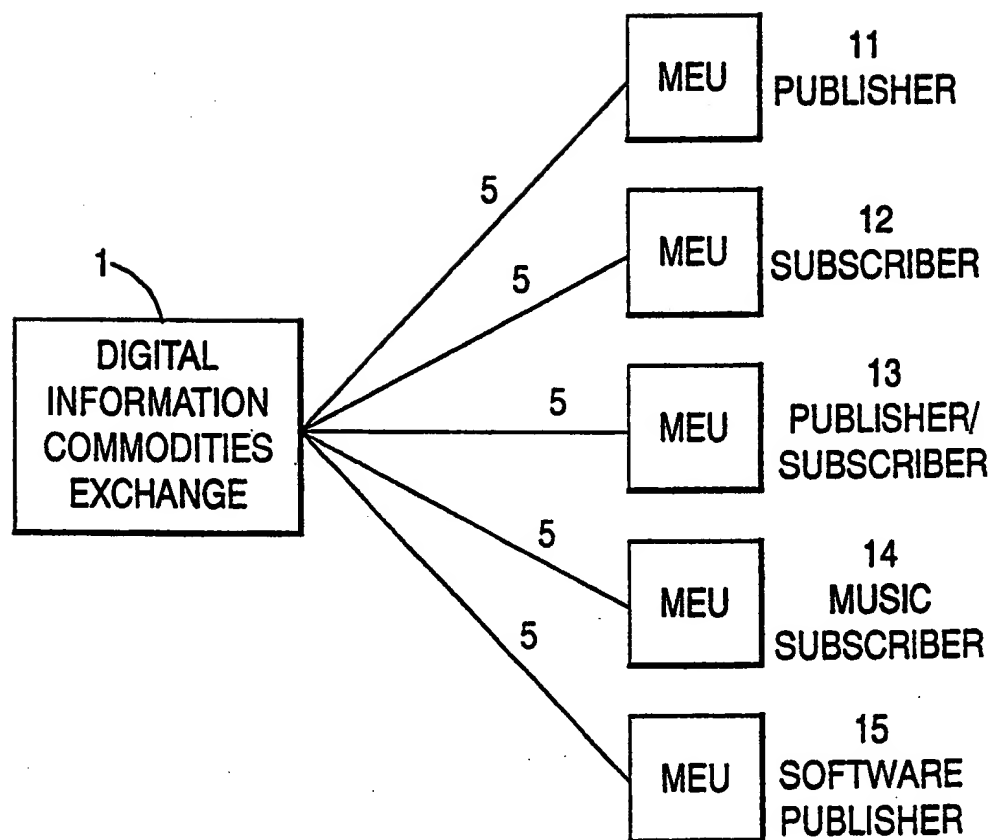 1
DIGITAL
INFORMATION
COMMODITIES
EXCHANGE
5
5
5
5
5
MEU
11
PUBLISHER
MEU
12
SUBSCRIBER
MEU
13
PUBLISHER/
SUBSCRIBER
MEU
14
MUSIC
SUBSCRIBER
MEU
15
SOFTWARE
PUBLISHER